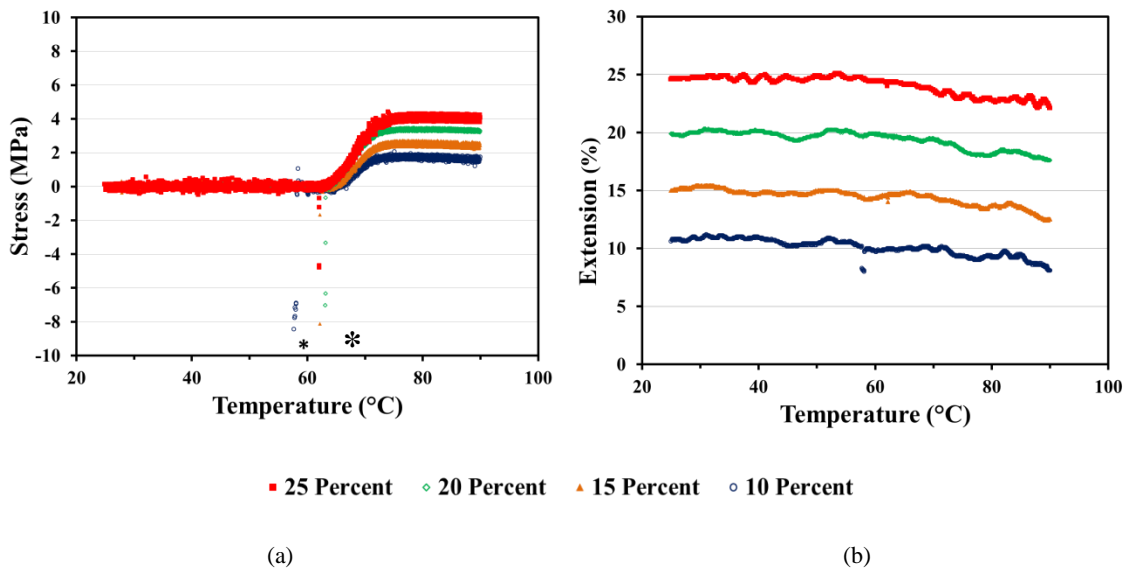 (a)
10
8
6
4
2
0
-2
-4
-6
-8
-10
Stress (MPa)
* *
20 40 60 80 100
Temperature (°C)
(b)
30
25
20
15
10
5
0
Extension (%)
20 40 60 80 100
Temperature (°C)
25 Percent 20 Percent 15 Percent 10 Percent
(a) (b)